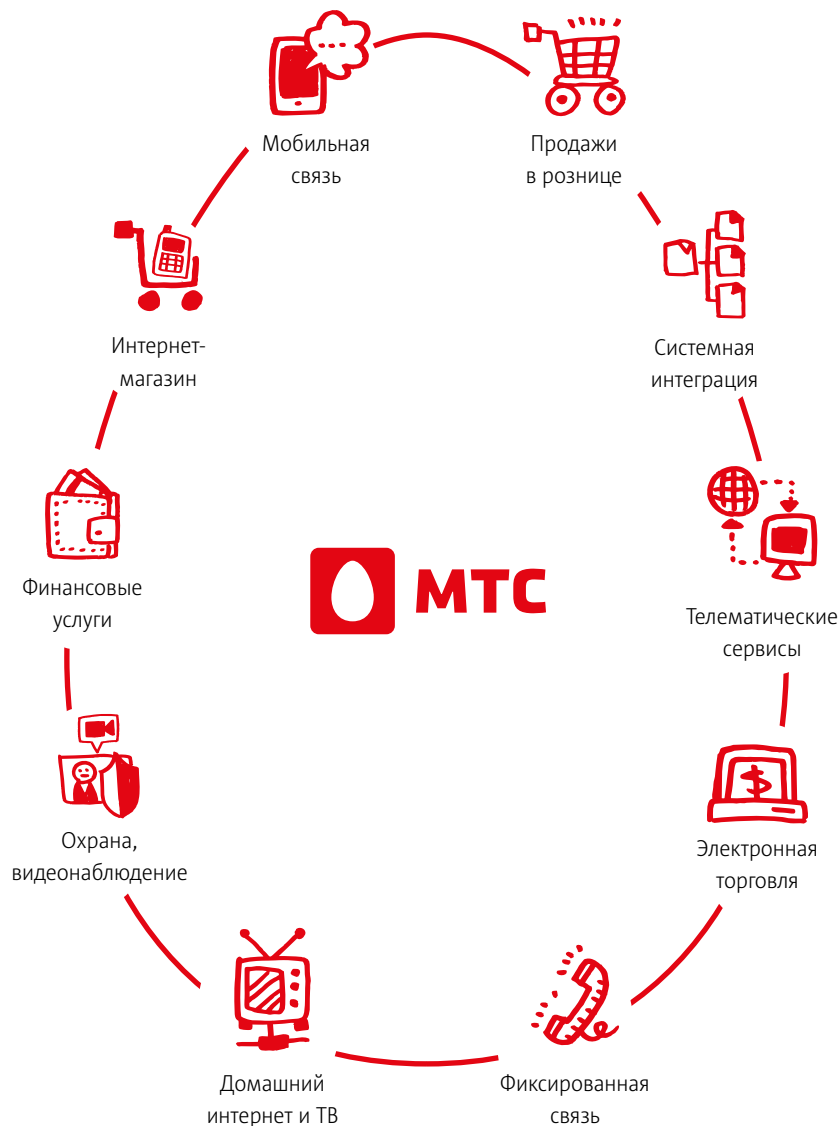 Мобильная
связь
Продажи
в рознице
Интернет-
магазин
Системная
интеграция
Финансовые
услуги
МТС
Телематические
сервисы
$
Охрана,
видеонаблюдение
Электронная
торговля
Домашний
интернет и ТВ
Фиксированная
связь